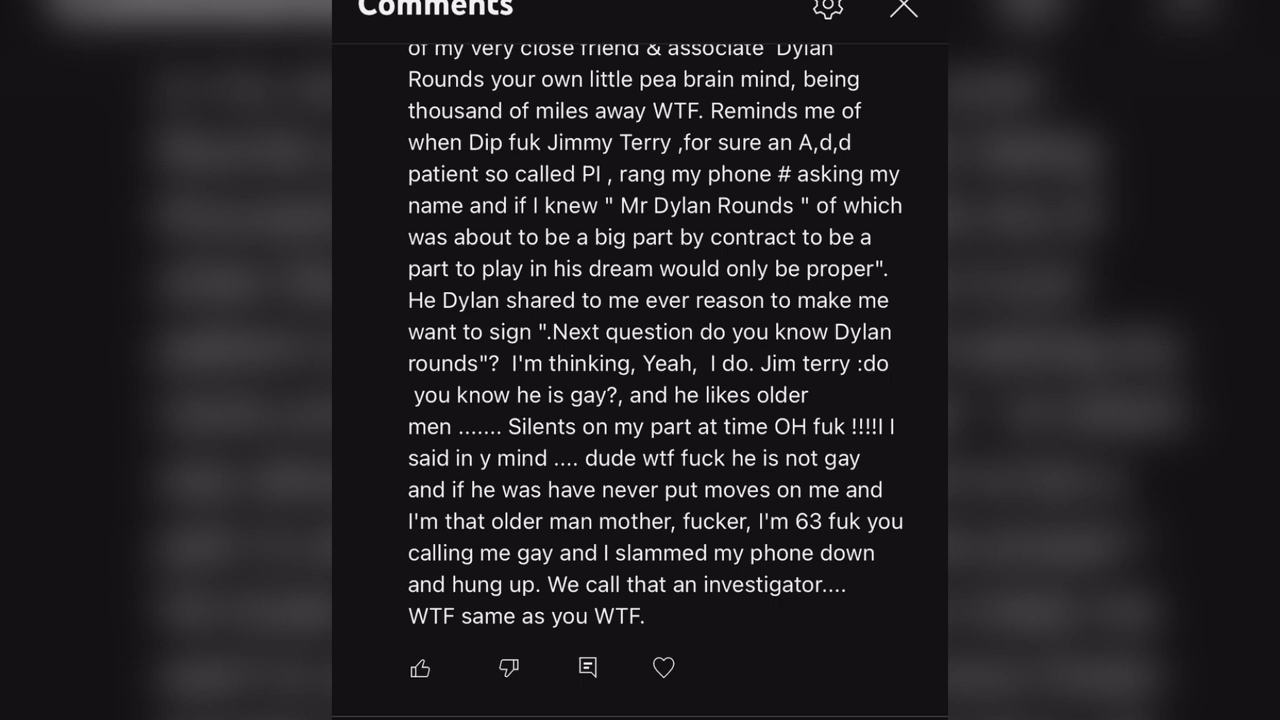 Comments
of my very close friend & associate  Dylan
Rounds your own little pea brain mind, being
thousand of miles away WTF. Reminds me of
when Dip fuk Jimmy Terry ,for sure an A,d,d
patient so called PI , rang my phone # asking my
name and if I knew " Mr Dylan Rounds " of which
was about to be a big part by contract to be a
part to play in his dream would only be proper".
He Dylan shared to me ever reason to make me
want to sign ".Next question do you know Dylan
rounds"?  I'm thinking, Yeah,  I do. Jim terry :do
you know he is gay?, and he likes older
men ....... Silents on my part at time OH fuk !!!!I I
said in y mind .... dude wtf fuck he is not gay
and if he was have never put moves on me and
I'm that older man mother, fucker, I'm 63 fuk you
calling me gay and I slammed my phone down
and hung up. We call that an investigator....
WTF same as you WTF.